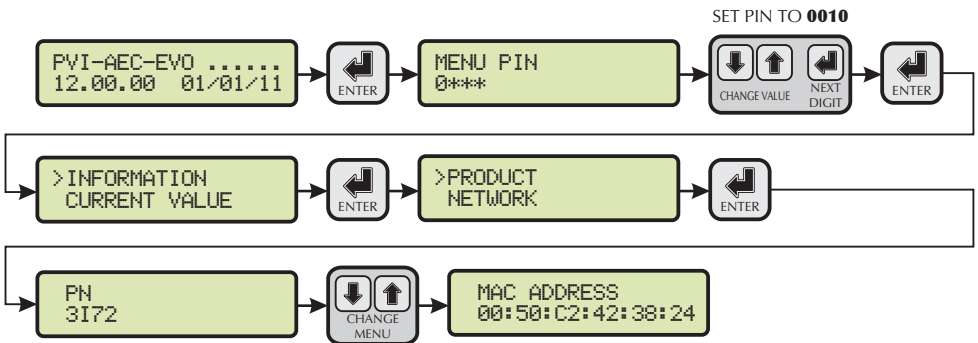 SET PIN TO 0010
PVI-AEC-EVO ......
12.00.00 01/01/11
ENTER
MENU PIN
0***
CHANGE VALUE
NEXT
DIGIT
ENTER
>INFORMATION
CURRENT VALUE
ENTER
>PRODUCT
NETWORK
ENTER
PN
3I72
CHANGE
MENU
MAC ADDRESS
00:50:C2:42:38:24